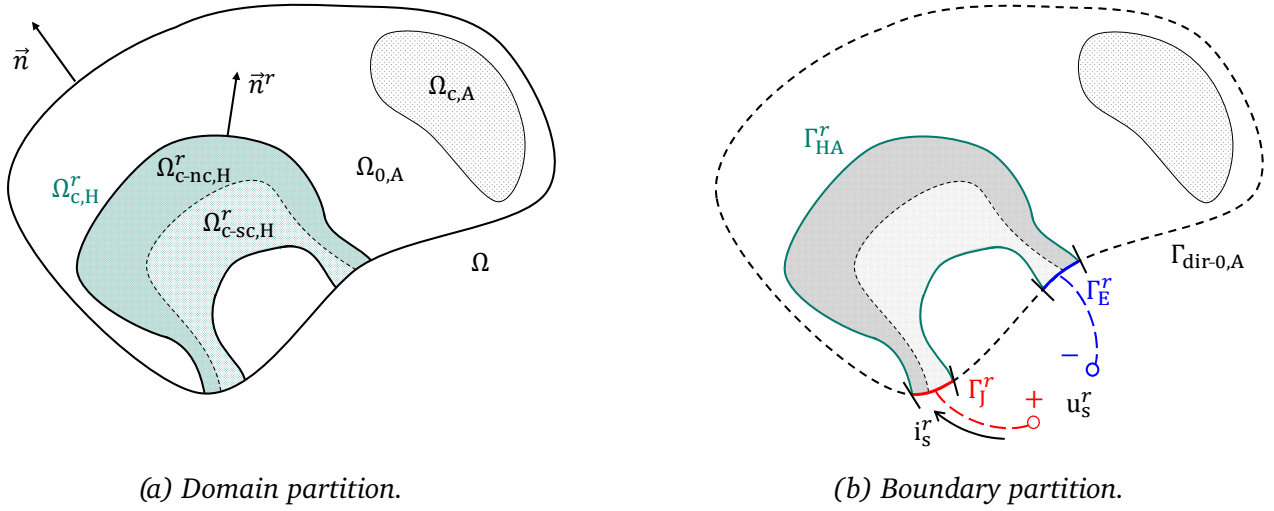 n⃗
n⃗ʳ
Ω_c,A
Ω^r_c-nc,H
Ω^r_c,H
Ω_0,A
Ω^r_c-sc,H
Ω
(a) Domain partition.
Γ^r_HA
Γ_dir-0,A
Γ^r_E
−
Γ^r_J
+
u^r_s
i^r_s
(b) Boundary partition.